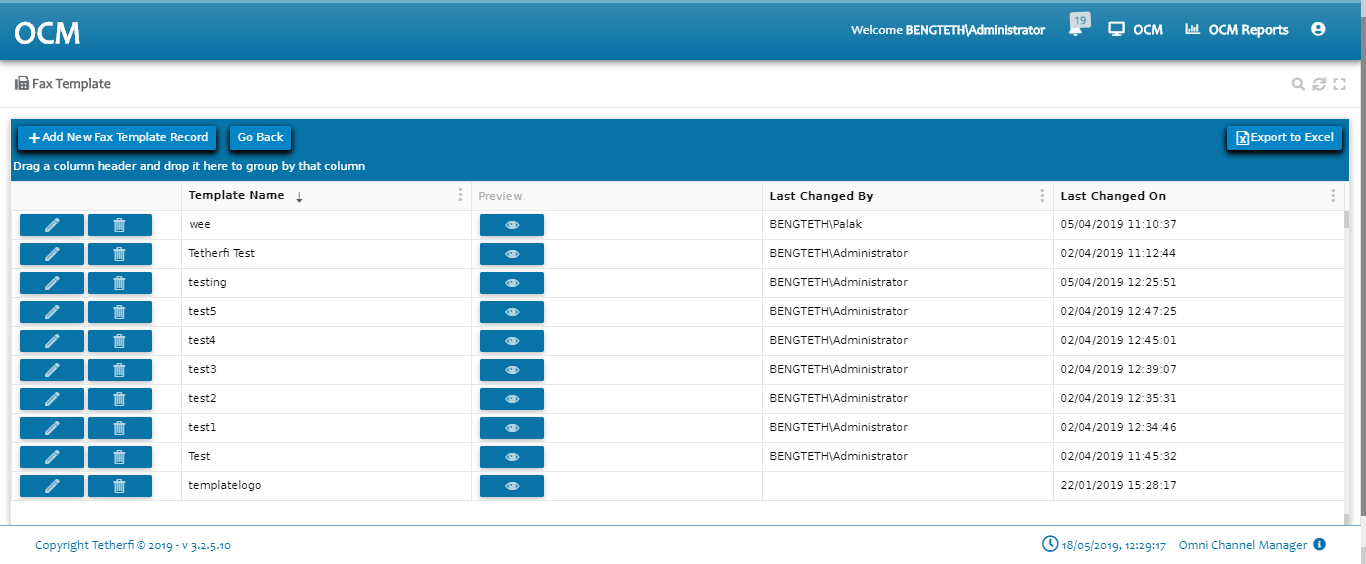 OCM
Welcome BENGTETH\Administrator 19 OCM OCM Reports
Fax Template
Add New Fax Template Record Go Back Export to Excel
Drag a column header and drop it here to group by that column
Template Name Preview Last Changed By Last Changed On
wee BENGTETH\Palak 05/04/2019 11:10:37
Tetherfi Test BENGTETH\Administrator 02/04/2019 11:12:44
testing BENGTETH\Administrator 05/04/2019 12:25:51
test5 BENGTETH\Administrator 02/04/2019 12:47:25
test4 BENGTETH\Administrator 02/04/2019 12:45:01
test3 BENGTETH\Administrator 02/04/2019 12:39:07
test2 BENGTETH\Administrator 02/04/2019 12:35:31
test1 BENGTETH\Administrator 02/04/2019 12:34:46
Test BENGTETH\Administrator 02/04/2019 11:45:32
templatelogo 22/01/2019 15:28:17
Copyright Tetherfi © 2019 - v 3.2.5.10 18/05/2019, 12:29:17 Omni Channel Manager